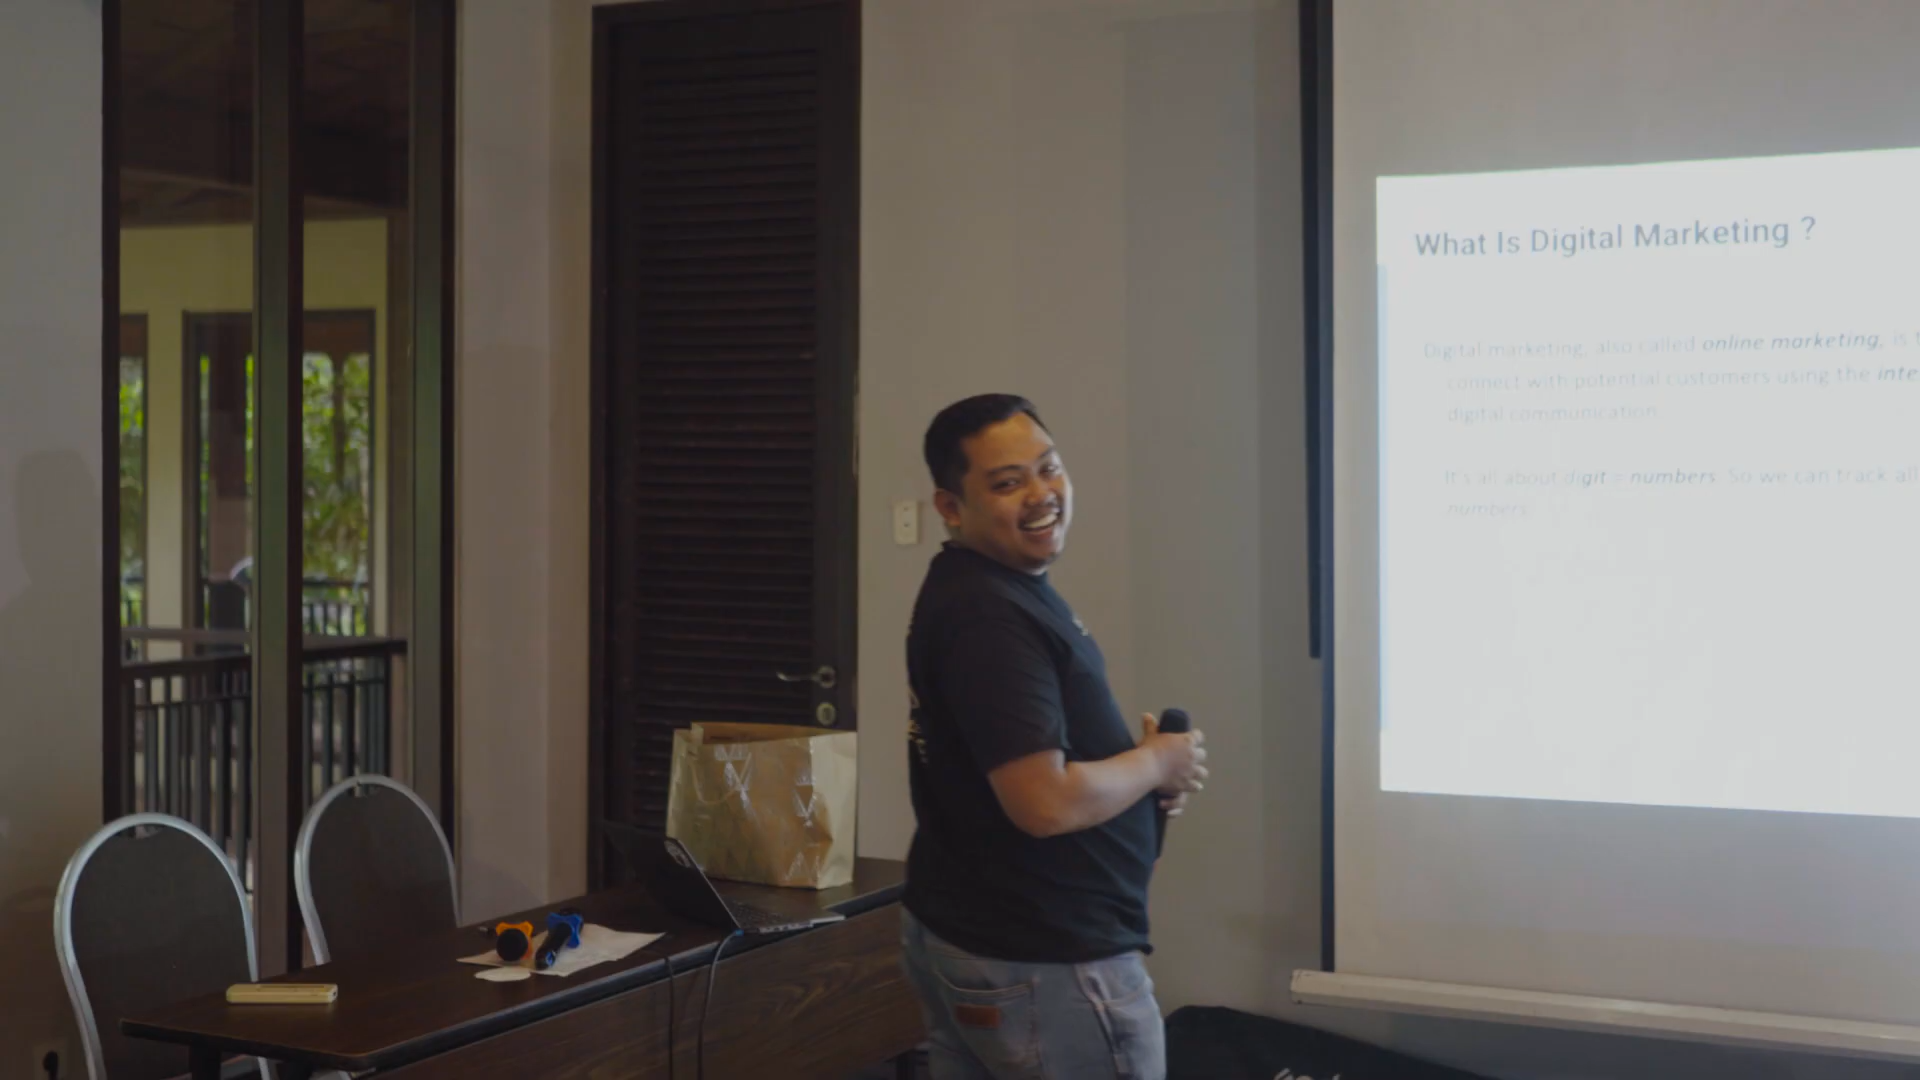 What Is Digital Marketing ?
Digital marketing, also called online marketing, is
connect with potential customers using the inte
digital communication.
It's all about digit = numbers. So we can track all
numbers.